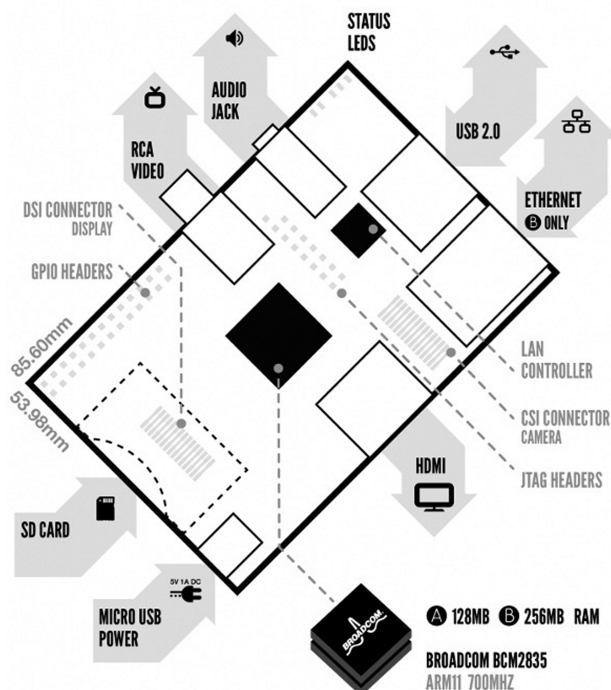 STATUS
LEDS
AUDIO
JACK
USB 2.0
RCA
VIDEO
ETHERNET
B ONLY
DSI CONNECTOR
DISPLAY
GPIO HEADERS
85.60mm
53.98mm
LAN
CONTROLLER
CSI CONNECTOR
CAMERA
JTAG HEADERS
HDMI
SD CARD
5V 1A DC
MICRO USB
POWER
BROADCOM.
A 128MB B 256MB RAM
BROADCOM BCM2835
ARM11 700MHZ